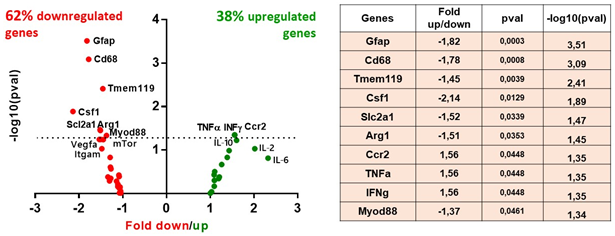 62% downregulated
genes
38% upregulated
genes
-log10(pval)
4
3
2
1
0
Gfap
Cd68
Tmem119
Csf1
Scl2a1 Arg1
Myod88
Vegfa mTor
Itgam
TNFα INFγ Ccr2
IL-10
IL-2
IL-6
-3 -2 -1 0 1 2 3
Fold down/up
Genes Fold up/down pval -log10(pval)
Gfap -1,82 0,0003 3,51
Cd68 -1,78 0,0008 3,09
Tmem119 -1,45 0,0039 2,41
Csf1 -2,14 0,0129 1,89
Slc2a1 -1,52 0,0339 1,47
Arg1 -1,51 0,0353 1,45
Ccr2 1,56 0,0448 1,35
TNFa 1,56 0,0448 1,35
IFNg 1,56 0,0448 1,35
Myod88 -1,37 0,0461 1,34